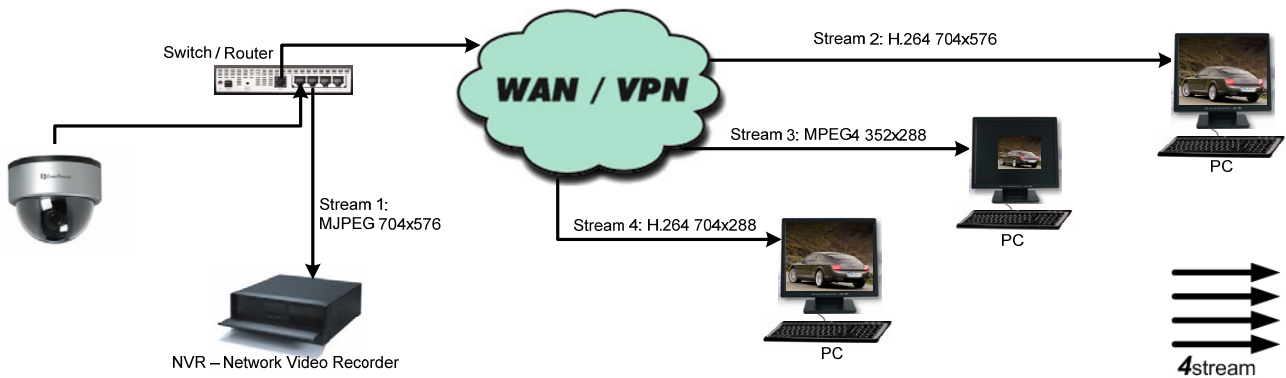 Switch / Router
WAN / VPN
Stream 2: H.264 704x576
Stream 3: MPEG4 352x288
PC
EverFocus
Stream 1:
MJPEG 704x576
Stream 4: H.264 704x288
PC
PC
NVR – Network Video Recorder
4stream